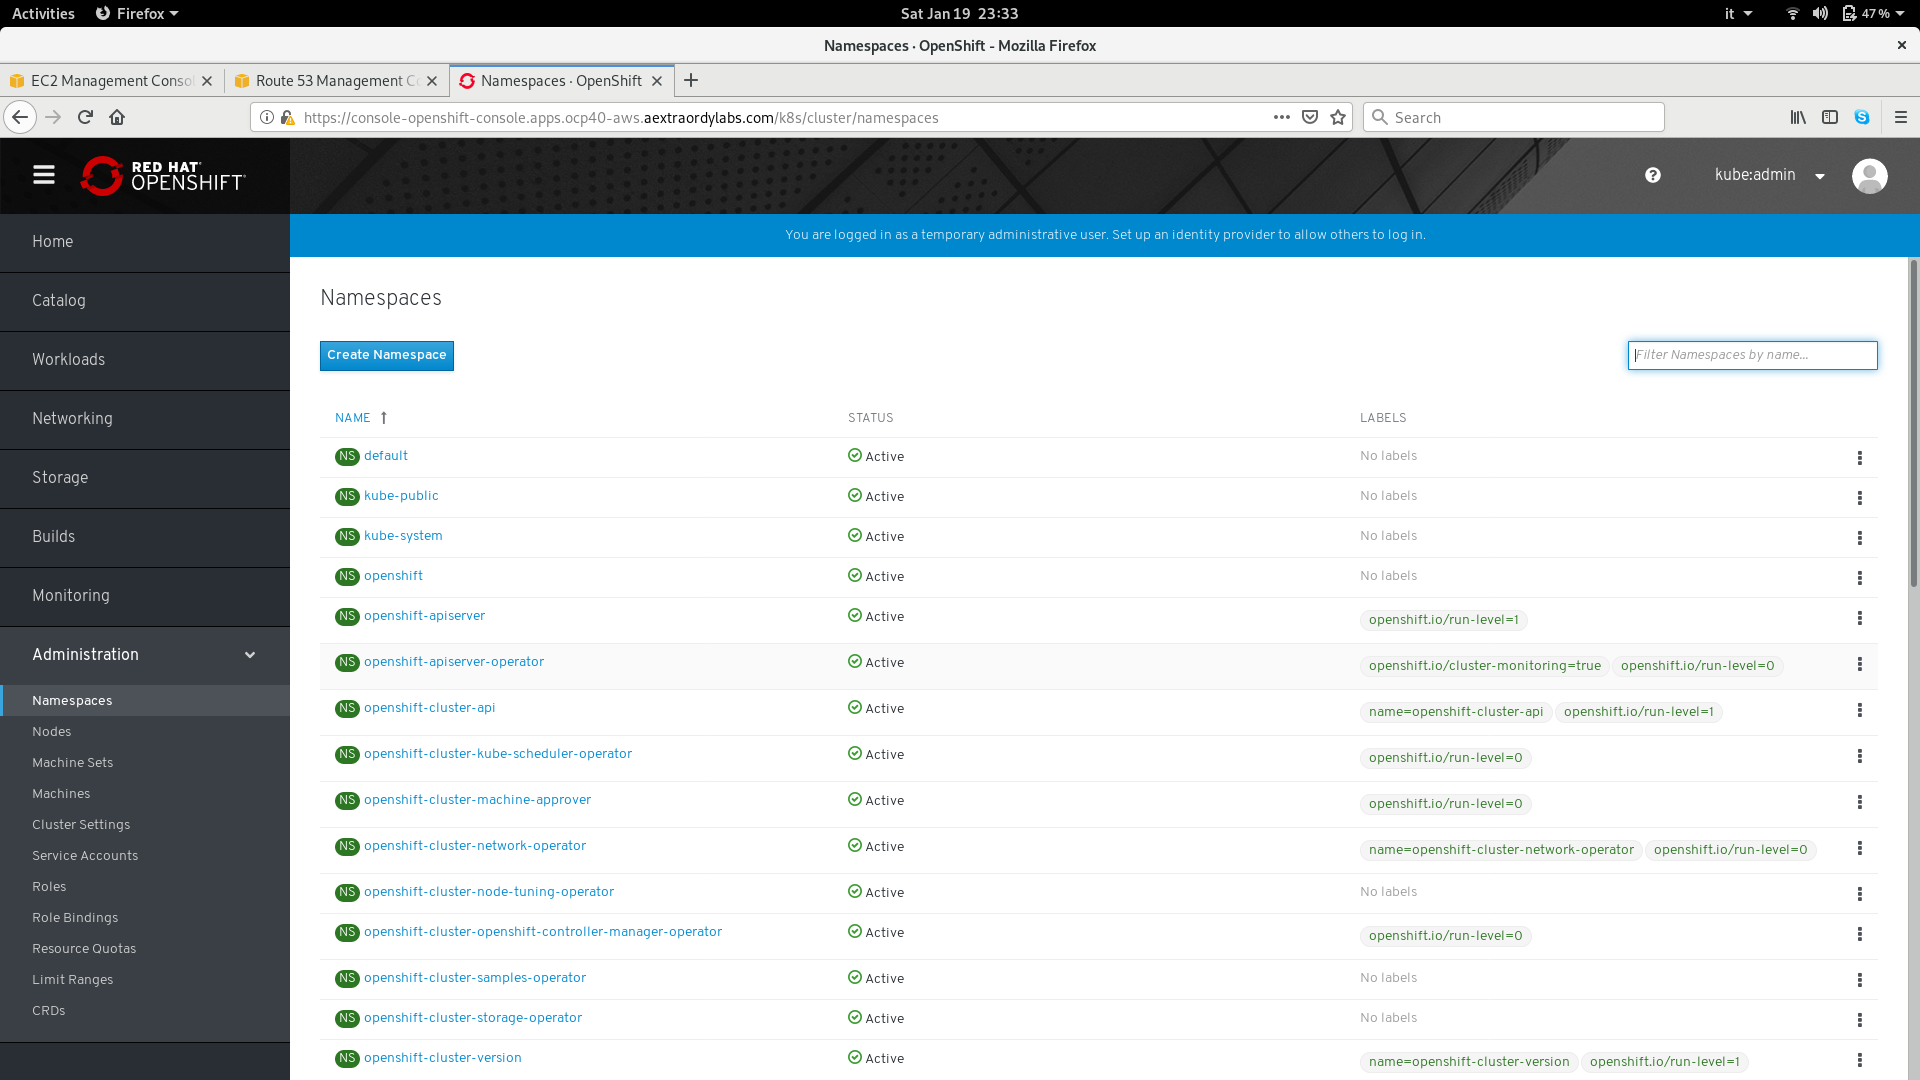 Activities Firefox Sat Jan 19 23:33 it 47%
Namespaces · OpenShift - Mozilla Firefox
EC2 Management Consol Route 53 Management Co Namespaces · OpenShift
https://console-openshift-console.apps.ocp40-aws.aextraordylabs.com/k8s/cluster/namespaces Search
RED HAT
OPENSHIFT
kube:admin
You are logged in as a temporary administrative user. Set up an identity provider to allow others to log in.
Home
Catalog
Workloads
Networking
Storage
Builds
Monitoring
Administration
Namespaces
Nodes
Machine Sets
Machines
Cluster Settings
Service Accounts
Roles
Role Bindings
Resource Quotas
Limit Ranges
CRDs
Namespaces
Create Namespace Filter Namespaces by name...
NAME STATUS LABELS
NS default Active No labels
NS kube-public Active No labels
NS kube-system Active No labels
NS openshift Active No labels
NS openshift-apiserver Active openshift.io/run-level=1
NS openshift-apiserver-operator Active openshift.io/cluster-monitoring=true openshift.io/run-level=0
NS openshift-cluster-api Active name=openshift-cluster-api openshift.io/run-level=1
NS openshift-cluster-kube-scheduler-operator Active openshift.io/run-level=0
NS openshift-cluster-machine-approver Active openshift.io/run-level=0
NS openshift-cluster-network-operator Active name=openshift-cluster-network-operator openshift.io/run-level=0
NS openshift-cluster-node-tuning-operator Active No labels
NS openshift-cluster-openshift-controller-manager-operator Active openshift.io/run-level=0
NS openshift-cluster-samples-operator Active No labels
NS openshift-cluster-storage-operator Active No labels
NS openshift-cluster-version Active name=openshift-cluster-version openshift.io/run-level=1